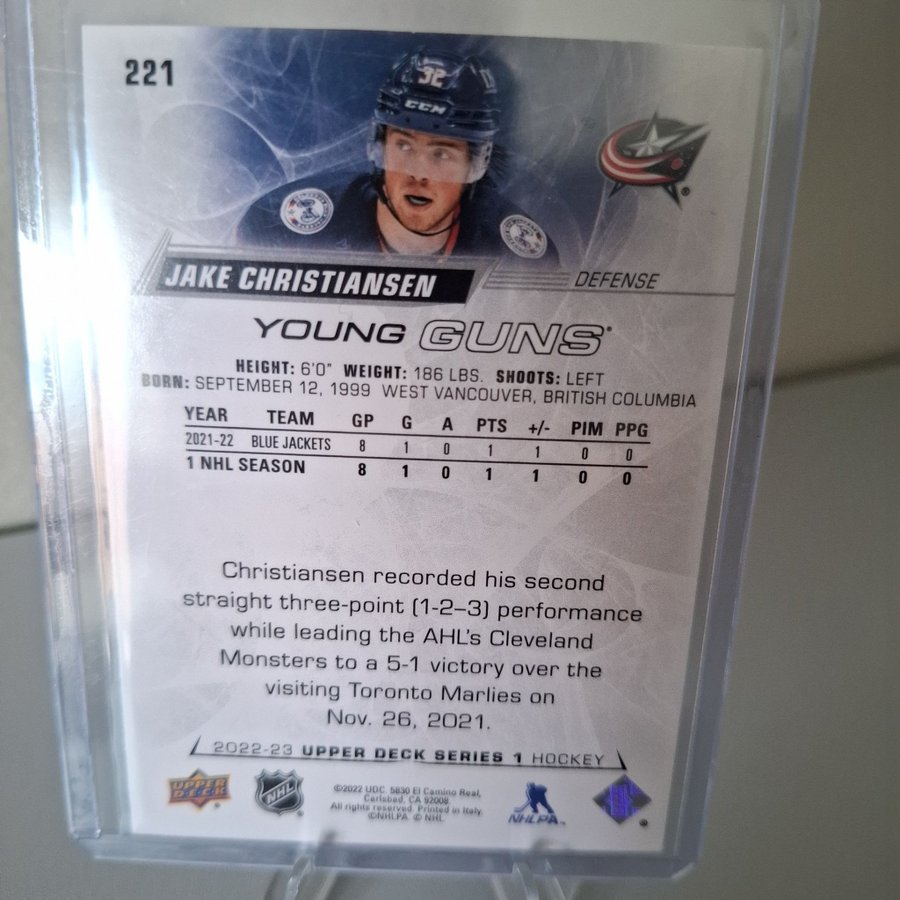 221
32
CCM
JAKE CHRISTIANSEN
DEFENSE
YOUNG GUNS
HEIGHT: 6'0" WEIGHT: 186 LBS. SHOOTS: LEFT
BORN: SEPTEMBER 12, 1999 WEST VANCOUVER, BRITISH COLUMBIA
YEAR TEAM GP G A PTS +/- PIM PPG
2021-22 BLUE JACKETS 8 1 0 1 1 0 0
1 NHL SEASON 8 1 0 1 1 0 0
Christiansen recorded his second
straight three-point (1-2–3) performance
while leading the AHL's Cleveland
Monsters to a 5-1 victory over the
visiting Toronto Marlies on
Nov. 26, 2021.
2022-23 UPPER DECK SERIES 1 HOCKEY
UPPER DECK
NHL
©2022 UDC. 5830 El Camino Real,
Carlsbad, CA 92008.
All rights reserved. Printed in Italy.
©NHLPA © NHL
NHLPA